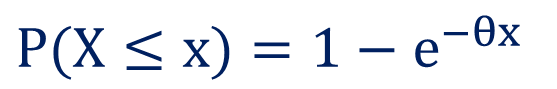 P(X ≤ x) = 1 − e^{−θx}